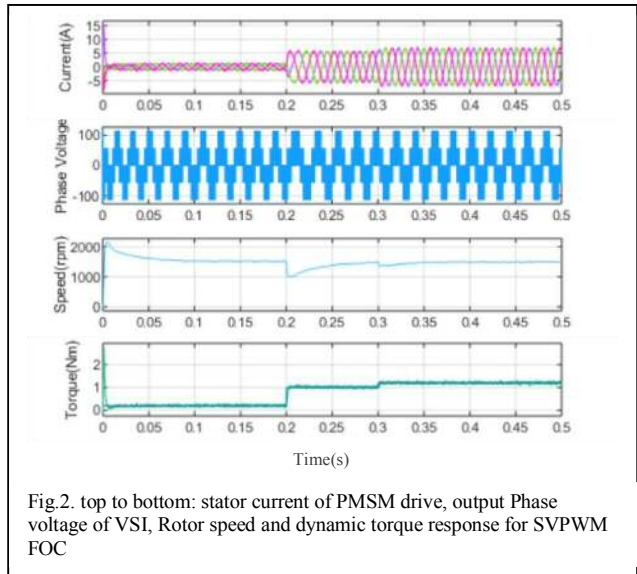 Current(A)
15
10
5
0
-5
0 0.05 0.1 0.15 0.2 0.25 0.3 0.35 0.4 0.45 0.5
Phase Voltage
100
0
-100
0 0.05 0.1 0.15 0.2 0.25 0.3 0.35 0.4 0.45 0.5
Speed(rpm)
2000
1000
0
0 0.05 0.1 0.15 0.2 0.25 0.3 0.35 0.4 0.45 0.5
Torque(Nm)
2
1
0
0 0.05 0.1 0.15 0.2 0.25 0.3 0.35 0.4 0.45 0.5
Time(s)
Fig.2. top to bottom: stator current of PMSM drive, output Phase
voltage of VSI, Rotor speed and dynamic torque response for SVPWM
FOC